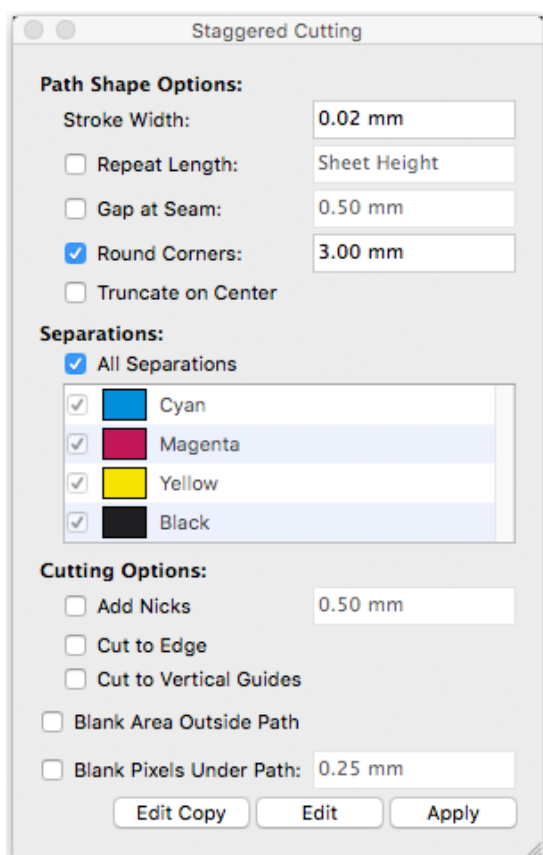 Staggered Cutting
Path Shape Options:
Stroke Width: 0.02 mm
Repeat Length: Sheet Height
Gap at Seam: 0.50 mm
Round Corners: 3.00 mm
Truncate on Center
Separations:
All Separations
Cyan
Magenta
Yellow
Black
Cutting Options:
Add Nicks 0.50 mm
Cut to Edge
Cut to Vertical Guides
Blank Area Outside Path
Blank Pixels Under Path: 0.25 mm
Edit Copy Edit Apply